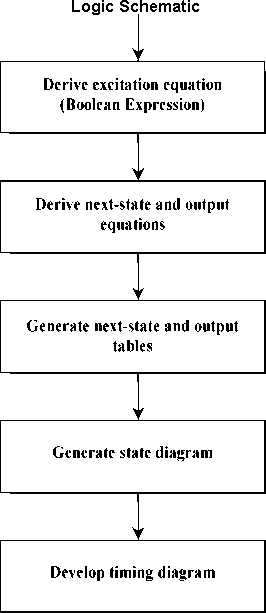 Logic Schematic
Derive excitation equation
(Boolean Expression)
Derive next-state and output
equations
Generate next-state and output
tables
Generate state diagram
Develop timing diagram